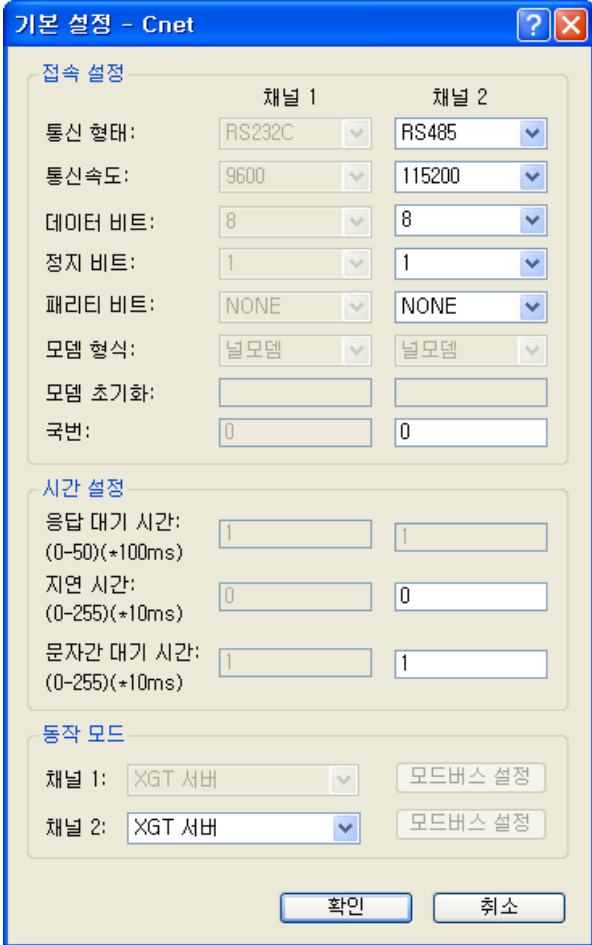 기본 설정 - Cnet
접속 설정
채널 1 채널 2
통신 형태: RS232C RS485
통신속도: 9600 115200
데이터 비트: 8 8
정지 비트: 1 1
패리티 비트: NONE NONE
모뎀 형식: 널모뎀 널모뎀
모뎀 초기화:
국번: 0 0
시간 설정
응답 대기 시간: 1 1
(0-50)(*100ms)
지연 시간: 0 0
(0-255)(*10ms)
문자간 대기 시간: 1 1
(0-255)(*10ms)
동작 모드
채널 1: XGT 서버 모드버스 설정
채널 2: XGT 서버 모드버스 설정
확인 취소